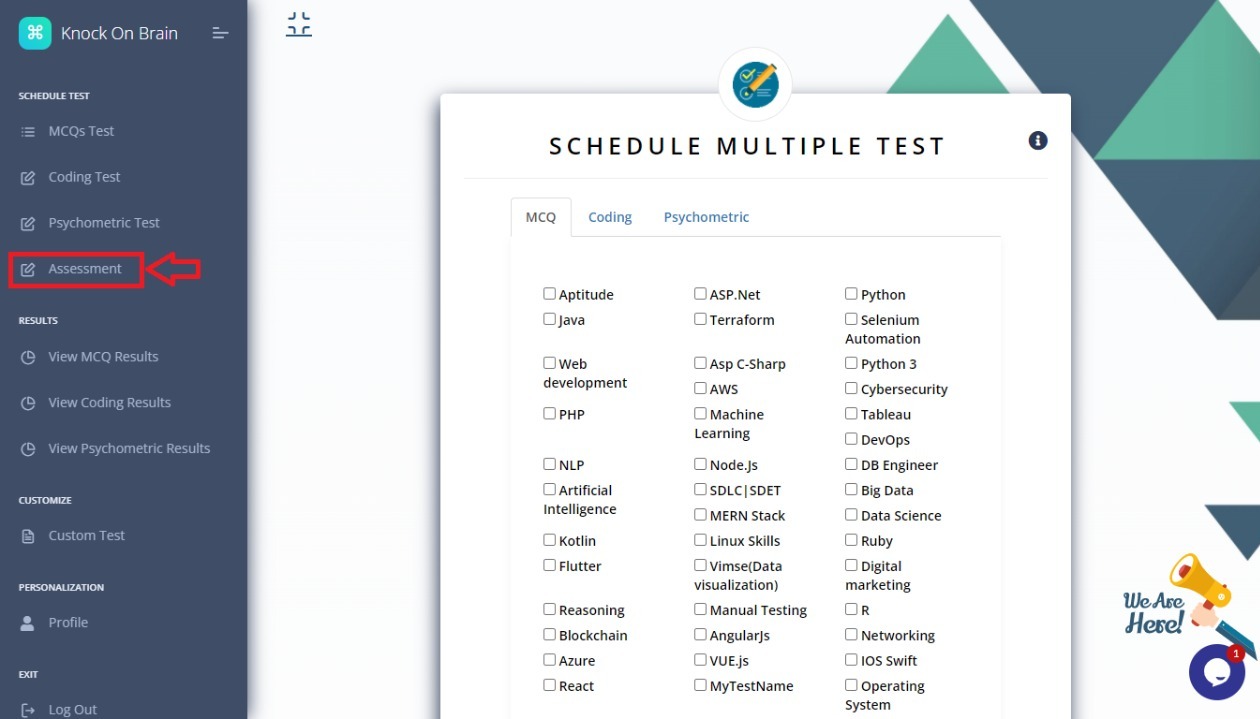 Knock On Brain
SCHEDULE TEST
MCQs Test
Coding Test
Psychometric Test
Assessment
RESULTS
View MCQ Results
View Coding Results
View Psychometric Results
CUSTOMIZE
Custom Test
PERSONALIZATION
Profile
EXIT
Log Out
SCHEDULE MULTIPLE TEST
MCQ Coding Psychometric
Aptitude
Java
Web
development
PHP
NLP
Artificial
Intelligence
Kotlin
Flutter
Reasoning
Blockchain
Azure
React
ASP.Net
Terraform
Asp C-Sharp
AWS
Machine
Learning
Node.Js
SDLC|SDET
MERN Stack
Linux Skills
Vimse(Data
visualization)
Manual Testing
AngularJs
VUE.js
MyTestName
Python
Selenium
Automation
Python 3
Cybersecurity
Tableau
DevOps
DB Engineer
Big Data
Data Science
Ruby
Digital
marketing
R
Networking
IOS Swift
Operating
System
We Are
Here!
1